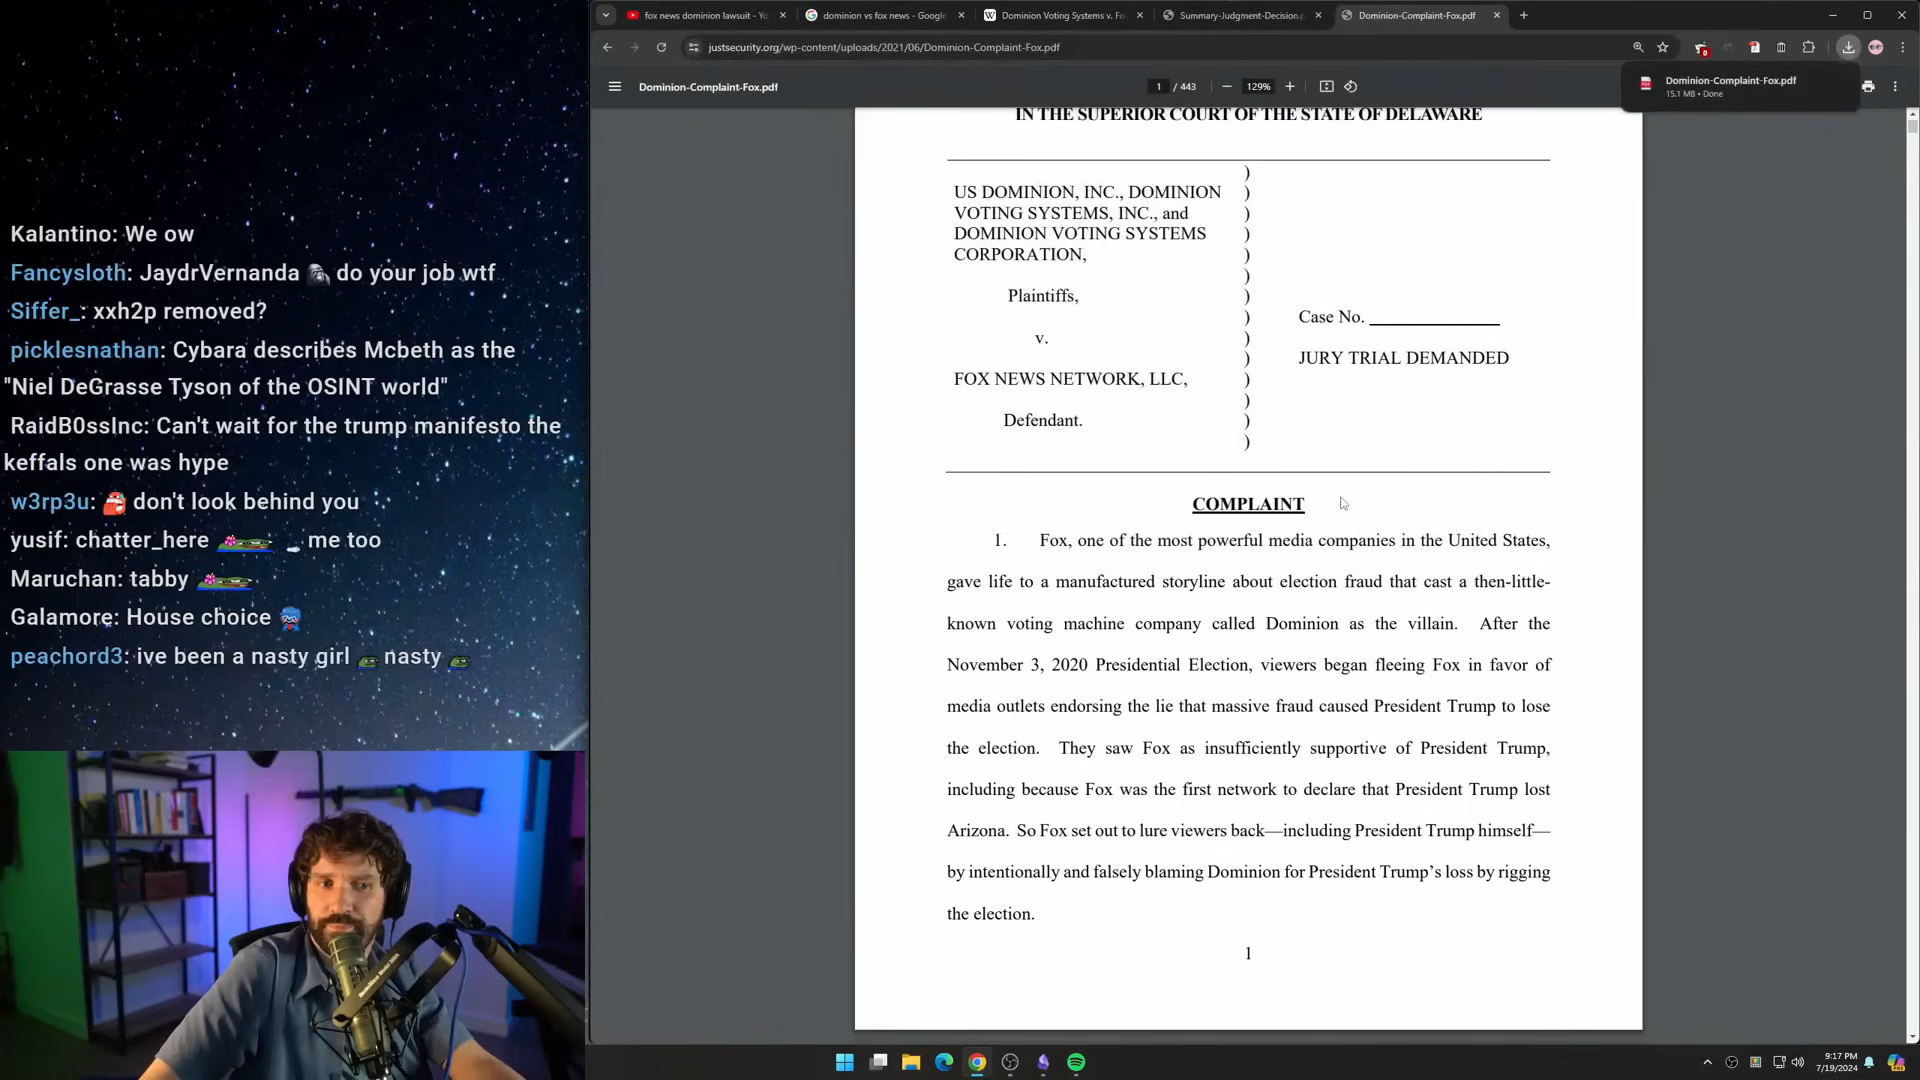 Kalantino: We ow
Fancysloth: JaydrVernanda do your job wtf
Siffer_: xxh2p removed?
picklesnathan: Cybara describes Mcbeth as the
"Niel DeGrasse Tyson of the OSINT world"
RaidB0ssInc: Can't wait for the trump manifesto the
keffals one was hype
w3rp3u: don't look behind you
yusif: chatter_here me too
Maruchan: tabby
Galamore: House choice
peachord3: ive been a nasty girl nasty
fox news dominion lawsuit - Yo
dominion vs fox news - Google
Dominion Voting Systems v. Fo
Summary-Judgment-Decision.p
Dominion-Complaint-Fox.pdf
justsecurity.org/wp-content/uploads/2021/06/Dominion-Complaint-Fox.pdf
Dominion-Complaint-Fox.pdf
1 / 443
129%
Dominion-Complaint-Fox.pdf
15.1 MB • Done
IN THE SUPERIOR COURT OF THE STATE OF DELAWARE
US DOMINION, INC., DOMINION
VOTING SYSTEMS, INC., and
DOMINION VOTING SYSTEMS
CORPORATION,
Plaintiffs,
v.
FOX NEWS NETWORK, LLC,
Defendant.
)
)
)
)
)
)
)
)
)
)
)
)
)
)
Case No. ______________
JURY TRIAL DEMANDED
COMPLAINT
1. Fox, one of the most powerful media companies in the United States,
gave life to a manufactured storyline about election fraud that cast a then-little-
known voting machine company called Dominion as the villain. After the
November 3, 2020 Presidential Election, viewers began fleeing Fox in favor of
media outlets endorsing the lie that massive fraud caused President Trump to lose
the election. They saw Fox as insufficiently supportive of President Trump,
including because Fox was the first network to declare that President Trump lost
Arizona. So Fox set out to lure viewers back—including President Trump himself—
by intentionally and falsely blaming Dominion for President Trump's loss by rigging
the election.
1
9:17 PM
7/19/2024